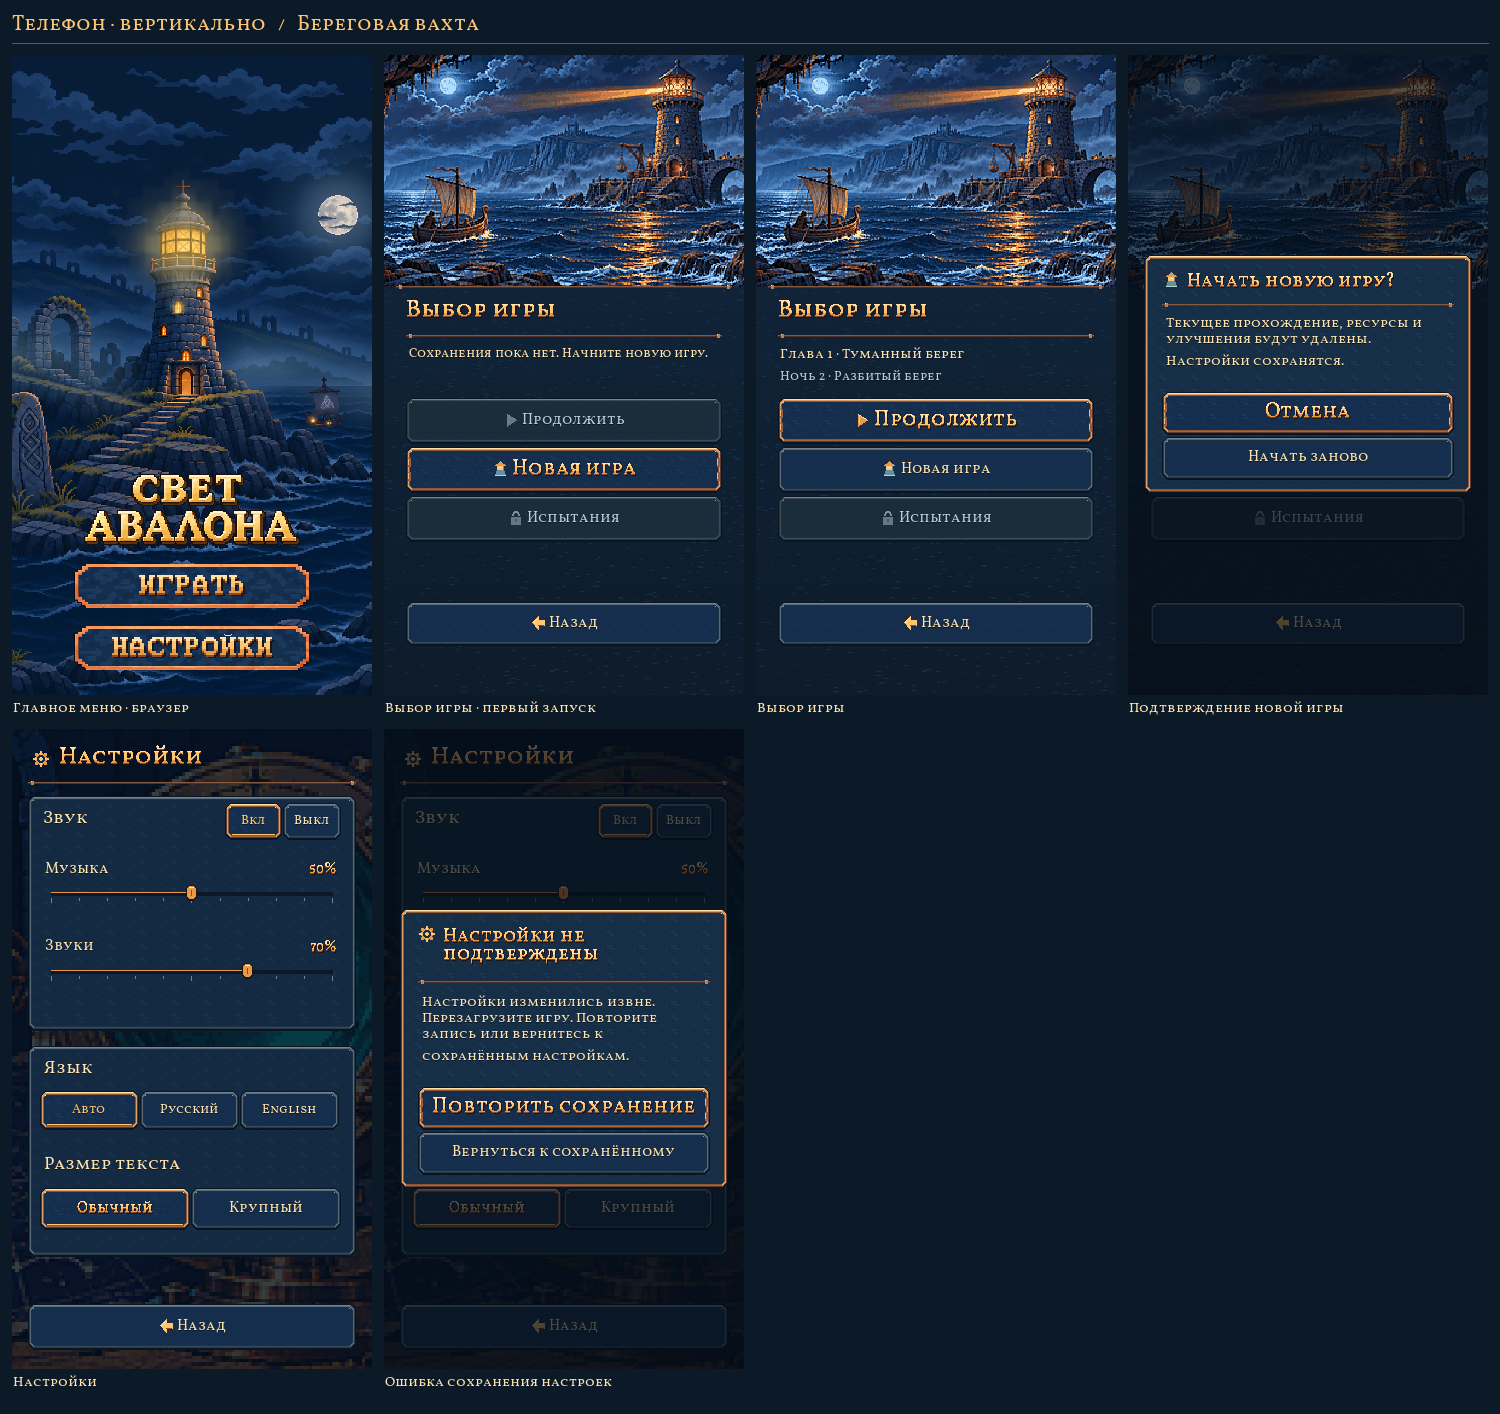 Телефон · вертикально / Береговая вахта
СВЕТ
АВАЛОНА
ИГРАТЬ
НАСТРОЙКИ
Главное меню · браузер
Выбор игры
Сохранения пока нет. Начните новую игру.
Продолжить
Новая игра
Испытания
Назад
Выбор игры · первый запуск
Выбор игры
Глава 1 · Туманный берег
Ночь 2 · Разбитый берег
Продолжить
Новая игра
Испытания
Назад
Выбор игры
Начать новую игру?
Текущее прохождение, ресурсы и
улучшения будут удалены.
Настройки сохранятся.
Отмена
Начать заново
Испытания
Назад
Подтверждение новой игры
Настройки
Звук
Вкл Выкл
Музыка 50%
Звуки 70%
Язык
Авто Русский English
Размер текста
Обычный Крупный
Назад
Настройки
Настройки
Звук
Вкл Выкл
Музыка 50%
Настройки не
подтверждены
Настройки изменились извне.
Перезагрузите игру. Повторите
запись или вернитесь к
сохранённым настройкам.
Повторить сохранение
Вернуться к сохранённому
Обычный Крупный
Назад
Ошибка сохранения настроек